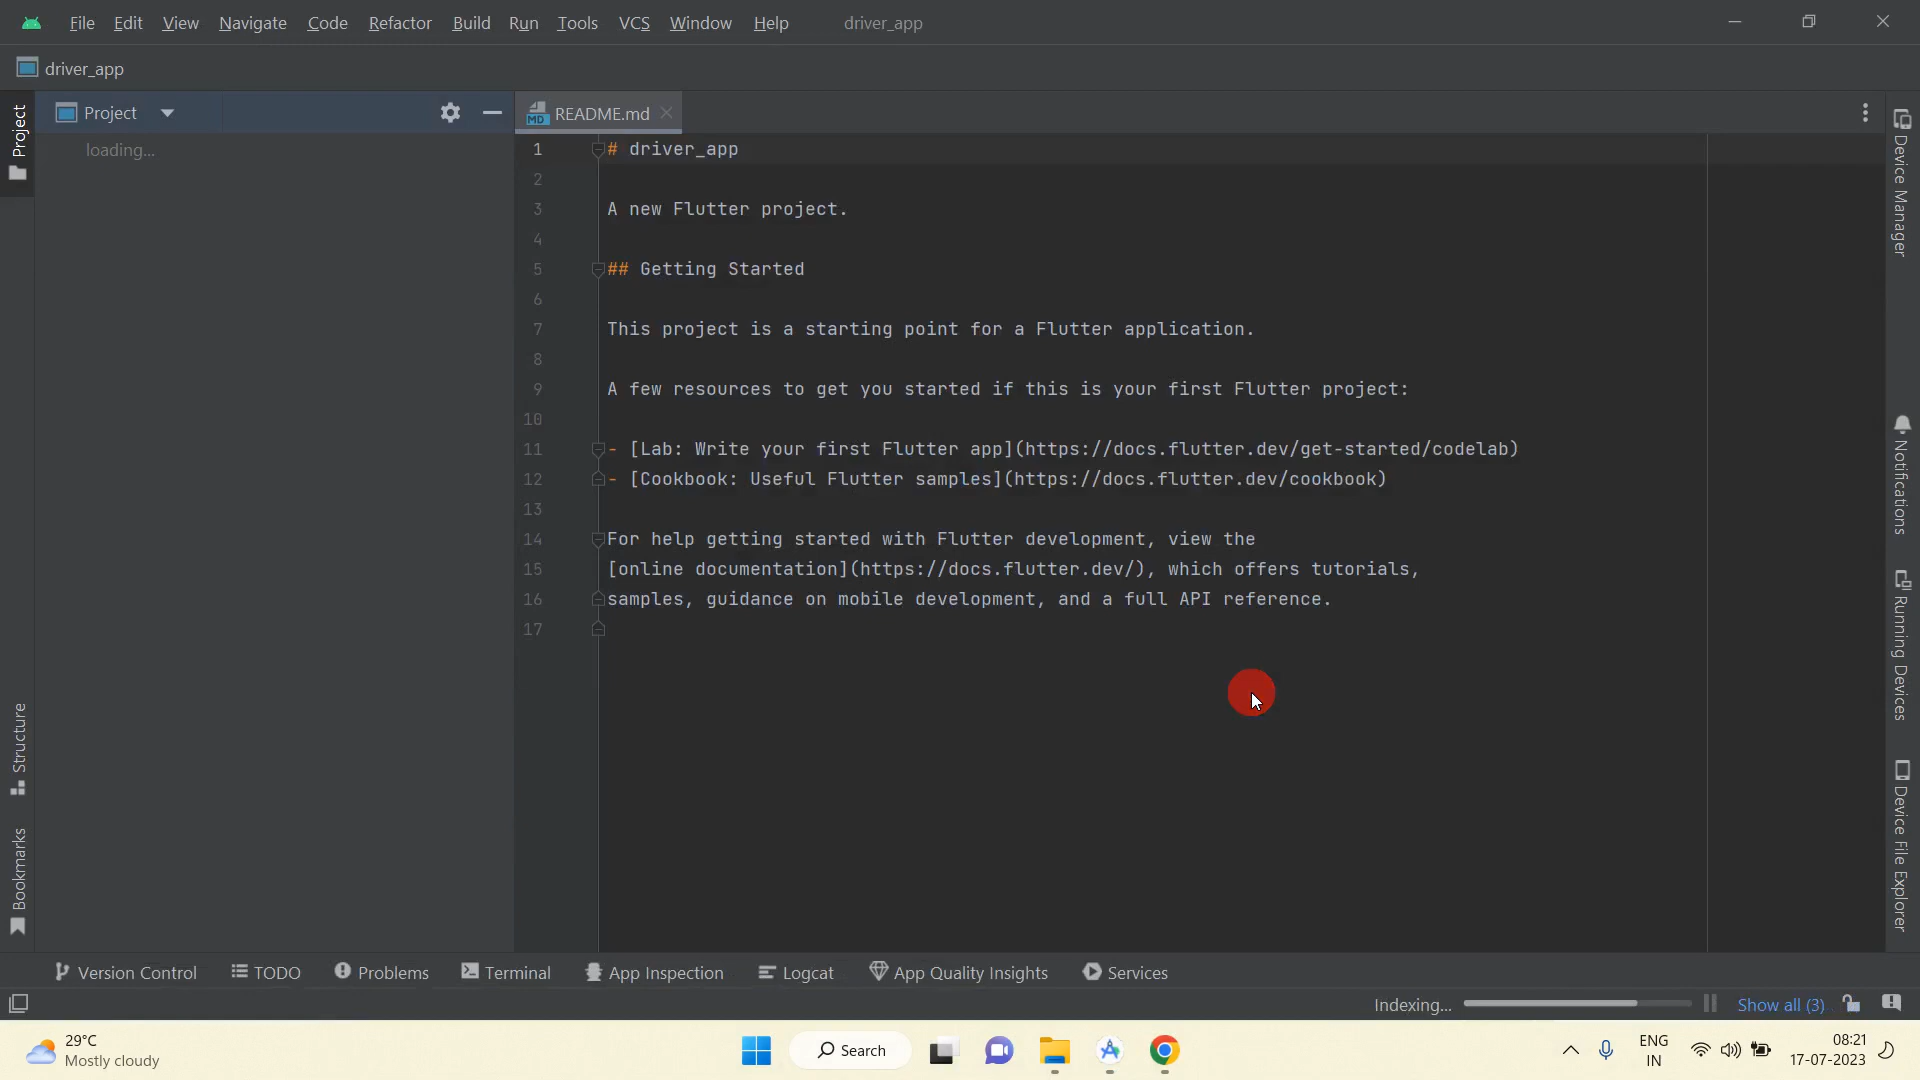 File Edit View Navigate Code Refactor Build Run Tools VCS Window Help driver_app
driver_app
Project
loading...
Project
Structure
Bookmarks
README.md
1 # driver_app
2
3 A new Flutter project.
4
5 ## Getting Started
6
7 This project is a starting point for a Flutter application.
8
9 A few resources to get you started if this is your first Flutter project:
10
11 - [Lab: Write your first Flutter app](https://docs.flutter.dev/get-started/codelab)
12 - [Cookbook: Useful Flutter samples](https://docs.flutter.dev/cookbook)
13
14 For help getting started with Flutter development, view the
15 [online documentation](https://docs.flutter.dev/), which offers tutorials,
16 samples, guidance on mobile development, and a full API reference.
17
Device Manager
Notifications
Running Devices
Device File Explorer
Version Control TODO Problems Terminal App Inspection Logcat App Quality Insights Services
Indexing... Show all (3)
29°C
Mostly cloudy
Search
ENG
IN
08:21
17-07-2023